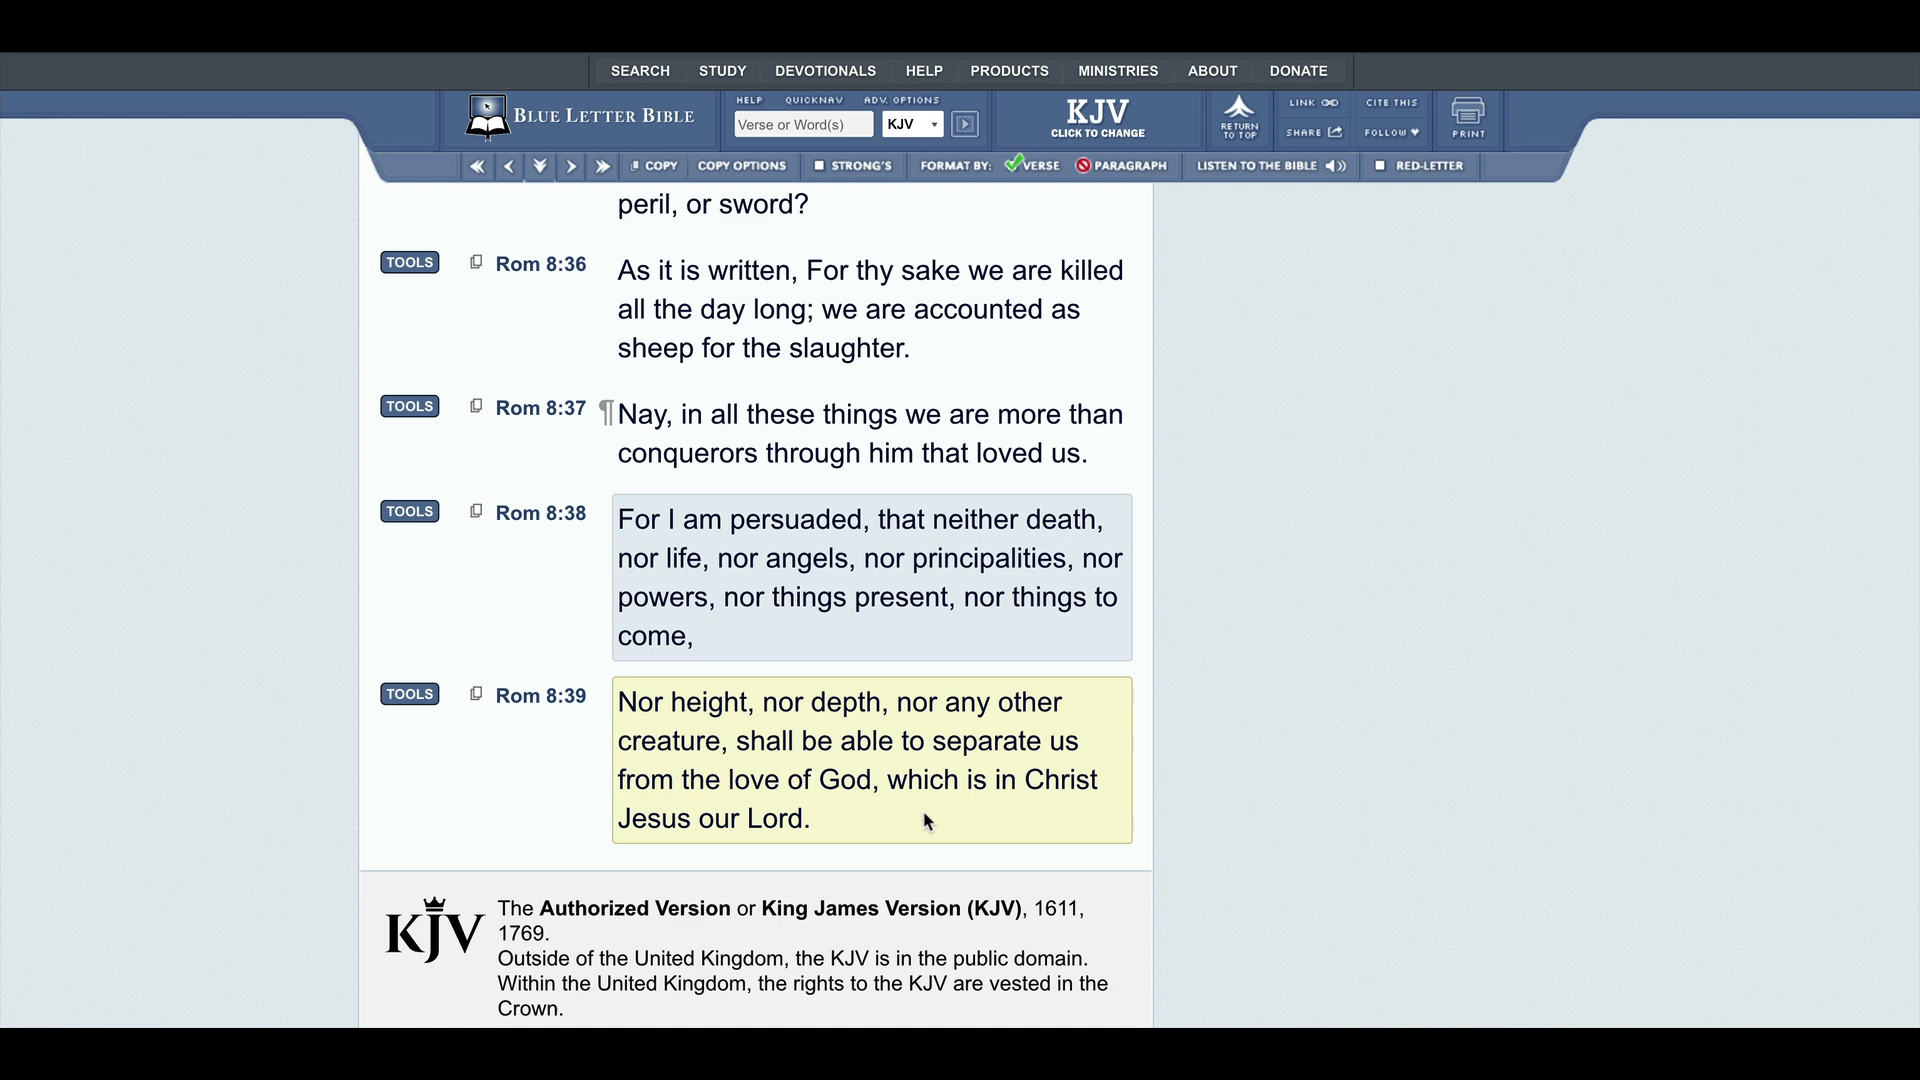 SEARCH STUDY DEVOTIONALS HELP PRODUCTS MINISTRIES ABOUT DONATE
BLUE LETTER BIBLE
HELP QUICKNAV ADV. OPTIONS
Verse or Word(s) KJV
KJV
CLICK TO CHANGE
RETURN
TO TOP
LINK CITE THIS
SHARE FOLLOW
PRINT
COPY COPY OPTIONS STRONG'S FORMAT BY: VERSE PARAGRAPH LISTEN TO THE BIBLE RED-LETTER
peril, or sword?
TOOLS Rom 8:36 As it is written, For thy sake we are killed
all the day long; we are accounted as
sheep for the slaughter.
TOOLS Rom 8:37 ¶Nay, in all these things we are more than
conquerors through him that loved us.
TOOLS Rom 8:38 For I am persuaded, that neither death,
nor life, nor angels, nor principalities, nor
powers, nor things present, nor things to
come,
TOOLS Rom 8:39 Nor height, nor depth, nor any other
creature, shall be able to separate us
from the love of God, which is in Christ
Jesus our Lord.
KJV
The Authorized Version or King James Version (KJV), 1611,
1769.
Outside of the United Kingdom, the KJV is in the public domain.
Within the United Kingdom, the rights to the KJV are vested in the
Crown.